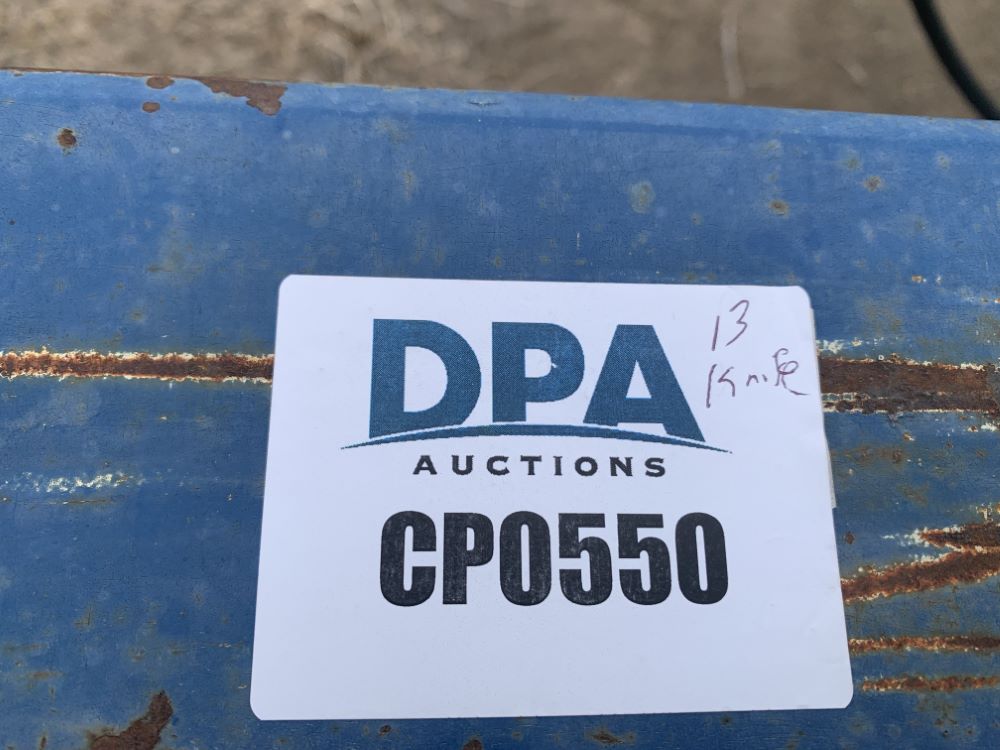 DPA
AUCTIONS
13
Knife
CP0550